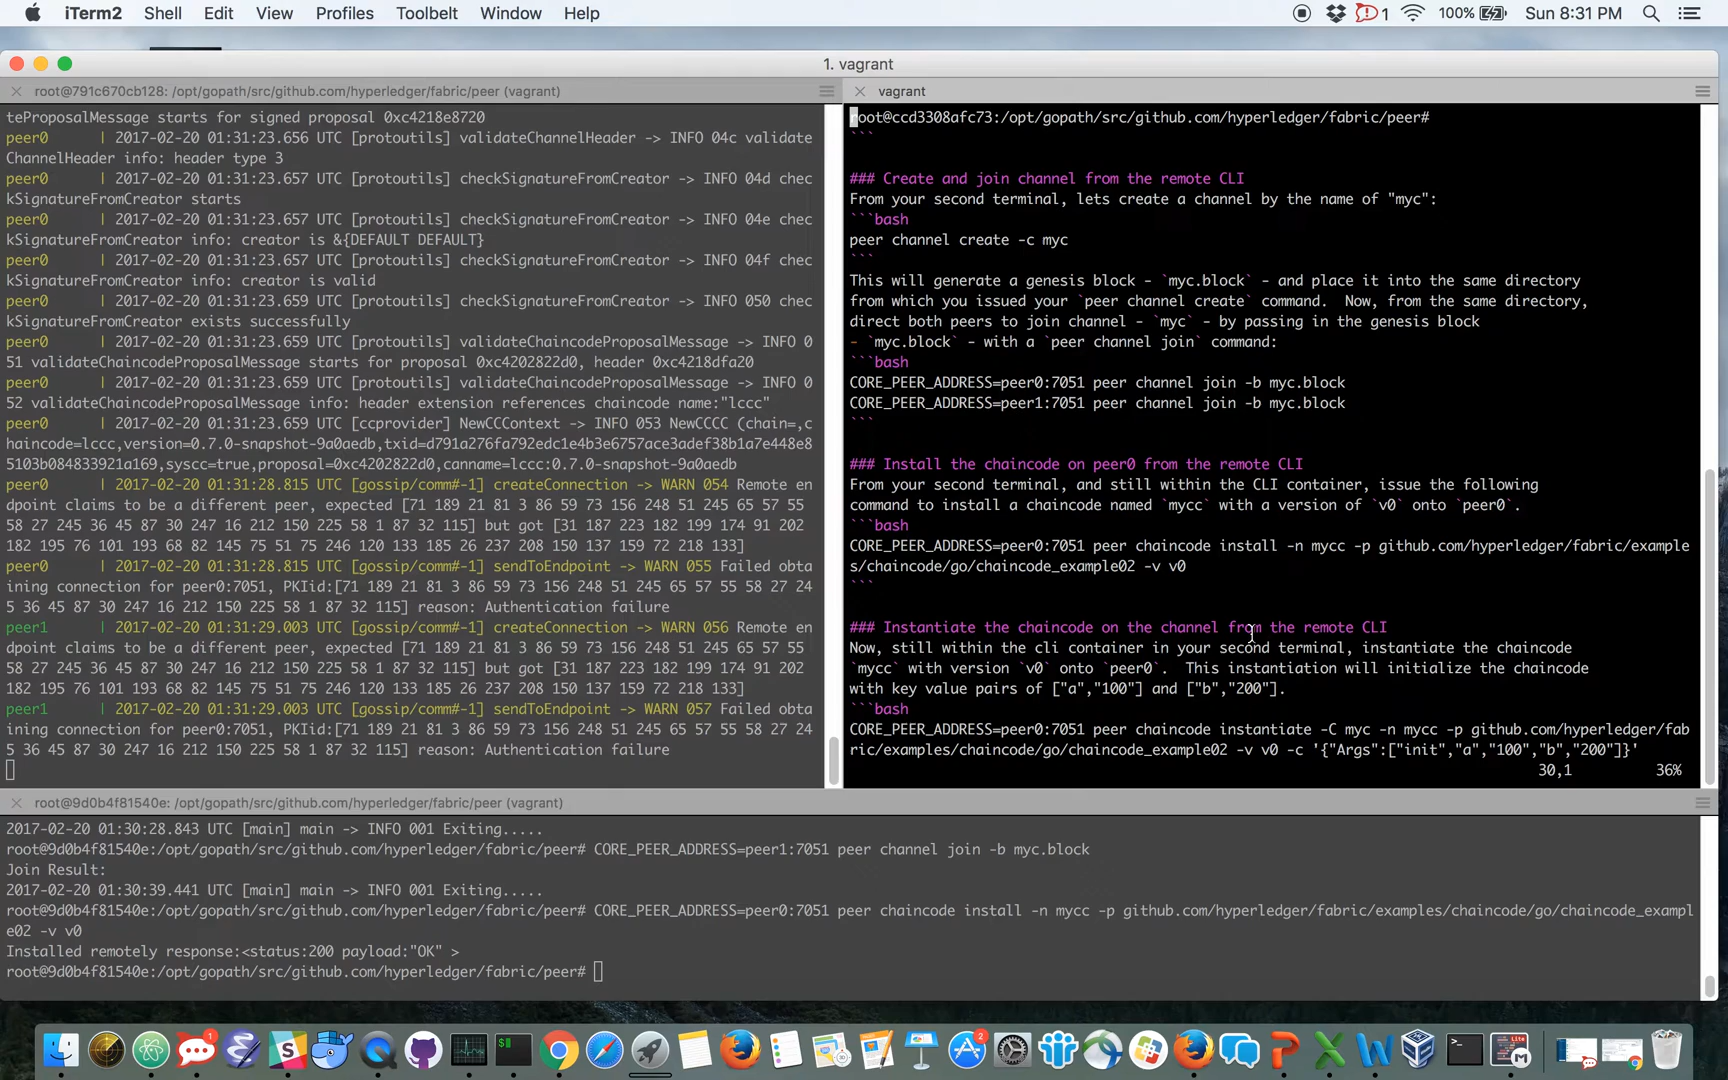 iTerm2 Shell Edit View Profiles Toolbelt Window Help 1 100% Sun 8:31 PM
1. vagrant
root@791c670cb128: /opt/gopath/src/github.com/hyperledger/fabric/peer (vagrant)
teProposalMessage starts for signed proposal 0xc4218e8720
peer0 | 2017-02-20 01:31:23.656 UTC [protoutils] validateChannelHeader -> INFO 04c validate
ChannelHeader info: header type 3
peer0 | 2017-02-20 01:31:23.657 UTC [protoutils] checkSignatureFromCreator -> INFO 04d chec
kSignatureFromCreator starts
peer0 | 2017-02-20 01:31:23.657 UTC [protoutils] checkSignatureFromCreator -> INFO 04e chec
kSignatureFromCreator info: creator is &{DEFAULT DEFAULT}
peer0 | 2017-02-20 01:31:23.657 UTC [protoutils] checkSignatureFromCreator -> INFO 04f chec
kSignatureFromCreator info: creator is valid
peer0 | 2017-02-20 01:31:23.659 UTC [protoutils] checkSignatureFromCreator -> INFO 050 chec
kSignatureFromCreator exists successfully
peer0 | 2017-02-20 01:31:23.659 UTC [protoutils] validateChaincodeProposalMessage -> INFO 0
51 validateChaincodeProposalMessage starts for proposal 0xc4202822d0, header 0xc4218dfa20
peer0 | 2017-02-20 01:31:23.659 UTC [protoutils] validateChaincodeProposalMessage -> INFO 0
52 validateChaincodeProposalMessage info: header extension references chaincode name:"lccc"
peer0 | 2017-02-20 01:31:23.659 UTC [ccprovider] NewCCContext -> INFO 053 NewCCCC (chain=,c
haincode=lccc,version=0.7.0-snapshot-9a0aedb,txid=d791a276fa792edc1e4b3e6757ace3adef38b1a7e448e8
5103b084833921a169,syscc=true,proposal=0xc4202822d0,canname=lccc:0.7.0-snapshot-9a0aedb
peer0 | 2017-02-20 01:31:28.815 UTC [gossip/comm#-1] createConnection -> WARN 054 Remote en
dpoint claims to be a different peer, expected [71 189 21 81 3 86 59 73 156 248 51 245 65 57 55
58 27 245 36 45 87 30 247 16 212 150 225 58 1 87 32 115] but got [31 187 223 182 199 174 91 202
182 195 76 101 193 68 82 145 75 51 75 246 120 133 185 26 237 208 150 137 159 72 218 133]
peer0 | 2017-02-20 01:31:28.815 UTC [gossip/comm#-1] sendToEndpoint -> WARN 055 Failed obta
ining connection for peer0:7051, PKIid:[71 189 21 81 3 86 59 73 156 248 51 245 65 57 55 58 27 24
5 36 45 87 30 247 16 212 150 225 58 1 87 32 115] reason: Authentication failure
peer1 | 2017-02-20 01:31:29.003 UTC [gossip/comm#-1] createConnection -> WARN 056 Remote en
dpoint claims to be a different peer, expected [71 189 21 81 3 86 59 73 156 248 51 245 65 57 55
58 27 245 36 45 87 30 247 16 212 150 225 58 1 87 32 115] but got [31 187 223 182 199 174 91 202
182 195 76 101 193 68 82 145 75 51 75 246 120 133 185 26 237 208 150 137 159 72 218 133]
peer1 | 2017-02-20 01:31:29.003 UTC [gossip/comm#-1] sendToEndpoint -> WARN 057 Failed obta
ining connection for peer0:7051, PKIid:[71 189 21 81 3 86 59 73 156 248 51 245 65 57 55 58 27 24
5 36 45 87 30 247 16 212 150 225 58 1 87 32 115] reason: Authentication failure
vagrant
root@ccd3308afc73:/opt/gopath/src/github.com/hyperledger/fabric/peer#
```
### Create and join channel from the remote CLI
From your second terminal, lets create a channel by the name of "myc":
```bash
peer channel create -c myc
```
This will generate a genesis block - `myc.block` - and place it into the same directory
from which you issued your `peer channel create` command.  Now, from the same directory,
direct both peers to join channel - `myc` - by passing in the genesis block
- `myc.block` - with a `peer channel join` command:
```bash
CORE_PEER_ADDRESS=peer0:7051 peer channel join -b myc.block
CORE_PEER_ADDRESS=peer1:7051 peer channel join -b myc.block
```
### Install the chaincode on peer0 from the remote CLI
From your second terminal, and still within the CLI container, issue the following
command to install a chaincode named `mycc` with a version of `v0` onto `peer0`.
```bash
CORE_PEER_ADDRESS=peer0:7051 peer chaincode install -n mycc -p github.com/hyperledger/fabric/example
s/chaincode/go/chaincode_example02 -v v0
```
### Instantiate the chaincode on the channel from the remote CLI
Now, still within the cli container in your second terminal, instantiate the chaincode
`mycc` with version `v0` onto `peer0`.  This instantiation will initialize the chaincode
with key value pairs of ["a","100"] and ["b","200"].
```bash
CORE_PEER_ADDRESS=peer0:7051 peer chaincode instantiate -C myc -n mycc -p github.com/hyperledger/fab
ric/examples/chaincode/go/chaincode_example02 -v v0 -c '{"Args":["init","a","100","b","200"]}'
30,1 36%
root@9d0b4f81540e: /opt/gopath/src/github.com/hyperledger/fabric/peer (vagrant)
2017-02-20 01:30:28.843 UTC [main] main -> INFO 001 Exiting.....
root@9d0b4f81540e:/opt/gopath/src/github.com/hyperledger/fabric/peer# CORE_PEER_ADDRESS=peer1:7051 peer channel join -b myc.block
Join Result:
2017-02-20 01:30:39.441 UTC [main] main -> INFO 001 Exiting.....
root@9d0b4f81540e:/opt/gopath/src/github.com/hyperledger/fabric/peer# CORE_PEER_ADDRESS=peer0:7051 peer chaincode install -n mycc -p github.com/hyperledger/fabric/examples/chaincode/go/chaincode_exampl
e02 -v v0
Installed remotely response:<status:200 payload:"OK" >
root@9d0b4f81540e:/opt/gopath/src/github.com/hyperledger/fabric/peer#